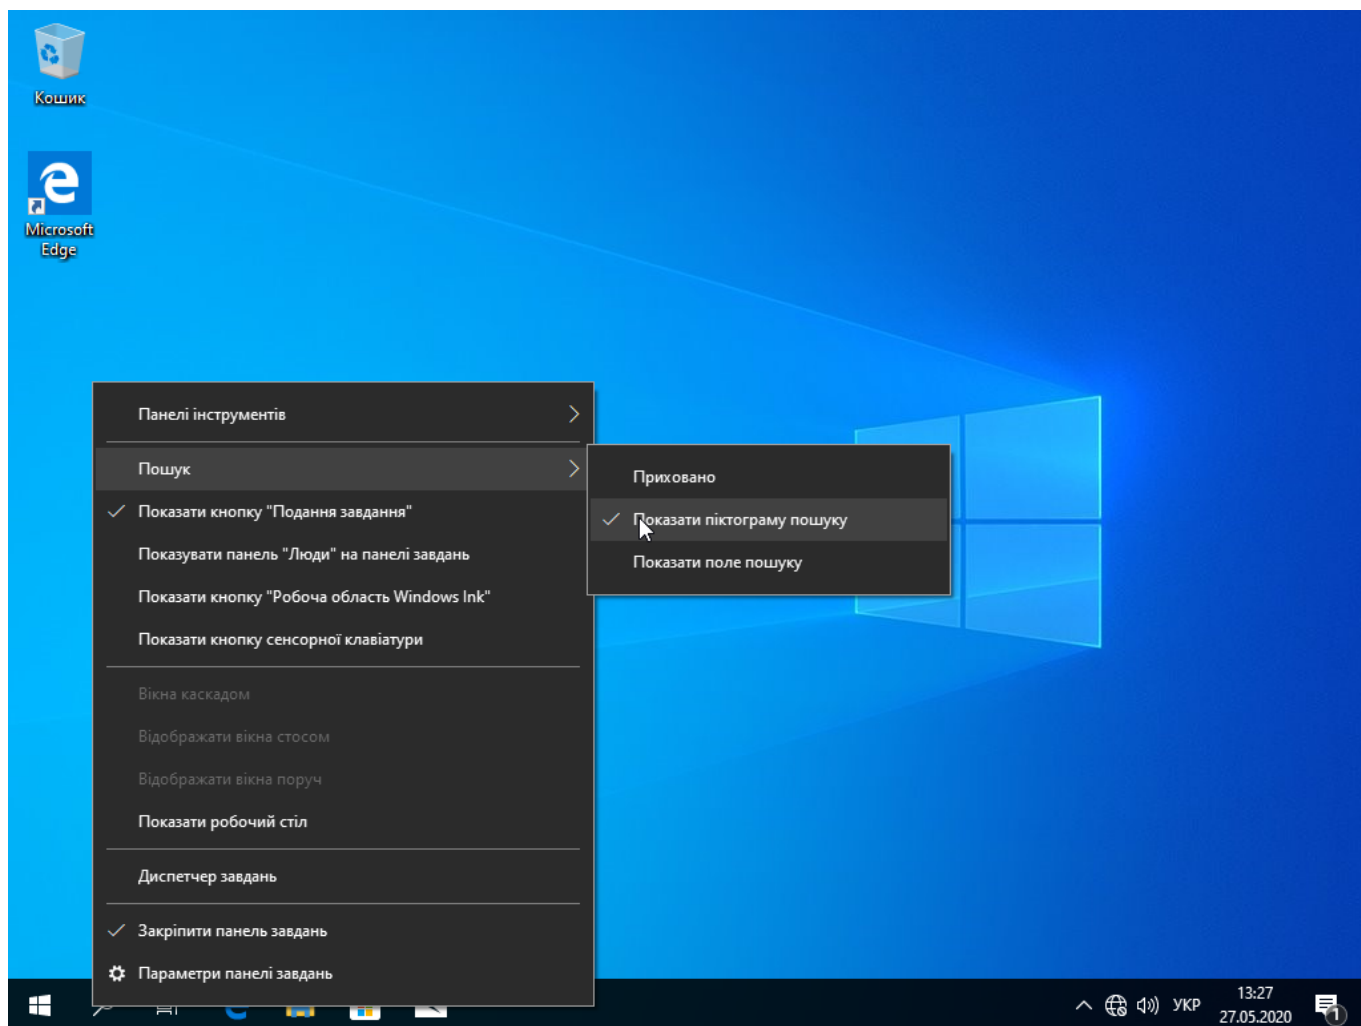 Кошик
Microsoft
Edge
Панелі інструментів
Пошук
Показати кнопку "Подання завдання"
Показувати панель "Люди" на панелі завдань
Показати кнопку "Робоча область Windows Ink"
Показати кнопку сенсорної клавіатури
Вікна каскадом
Відображати вікна стосом
Відображати вікна поруч
Показати робочий стіл
Диспетчер завдань
Закріпити панель завдань
Параметри панелі завдань
Приховано
Показати піктограму пошуку
Показати поле пошуку
УКР
13:27
27.05.2020
1